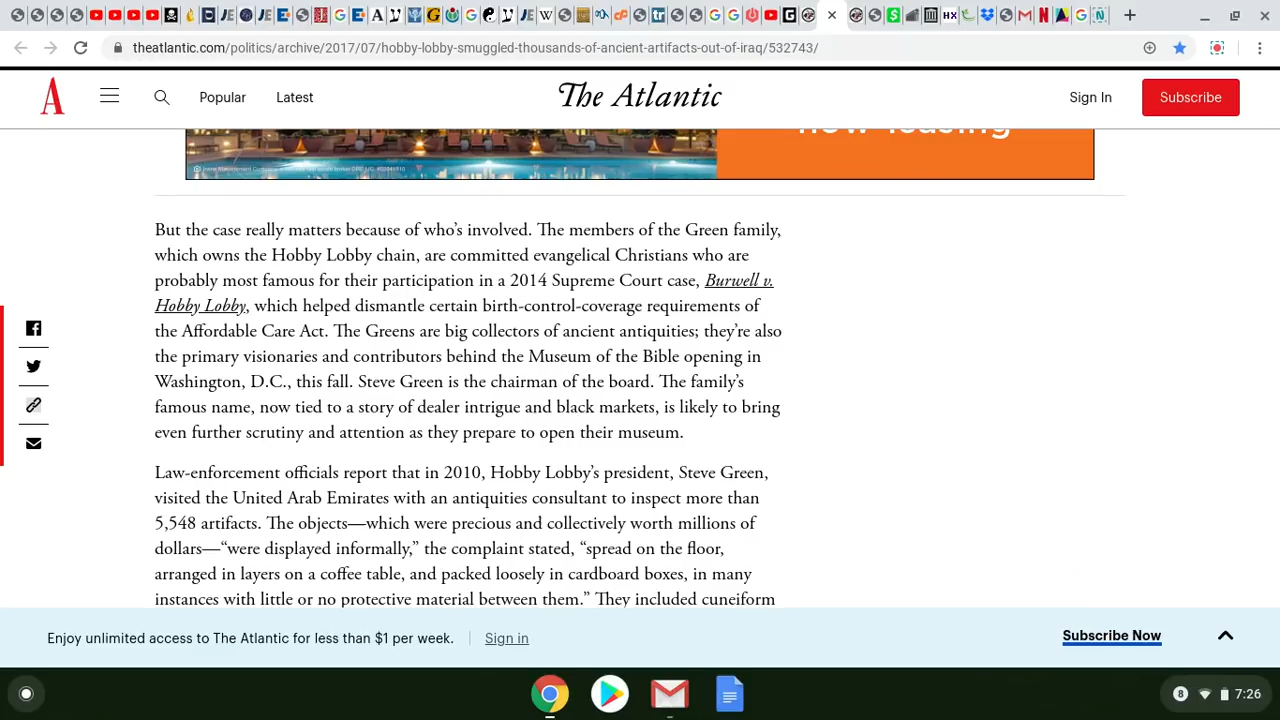 theatlantic.com/politics/archive/2017/07/hobby-lobby-smuggled-thousands-of-ancient-artifacts-out-of-iraq/532743/
Popular
Latest
The Atlantic
Sign In
Subscribe
now leasing
But the case really matters because of who's involved. The members of the Green family,
which owns the Hobby Lobby chain, are committed evangelical Christians who are
probably most famous for their participation in a 2014 Supreme Court case, Burwell v.
Hobby Lobby, which helped dismantle certain birth-control-coverage requirements of
the Affordable Care Act. The Greens are big collectors of ancient antiquities; they're also
the primary visionaries and contributors behind the Museum of the Bible opening in
Washington, D.C., this fall. Steve Green is the chairman of the board. The family's
famous name, now tied to a story of dealer intrigue and black markets, is likely to bring
even further scrutiny and attention as they prepare to open their museum.
Law-enforcement officials report that in 2010, Hobby Lobby's president, Steve Green,
visited the United Arab Emirates with an antiquities consultant to inspect more than
5,548 artifacts. The objects—which were precious and collectively worth millions of
dollars—“were displayed informally,” the complaint stated, “spread on the floor,
arranged in layers on a coffee table, and packed loosely in cardboard boxes, in many
instances with little or no protective material between them.” They included cuneiform
Enjoy unlimited access to The Atlantic for less than $1 per week.
Sign in
Subscribe Now
8
7:26